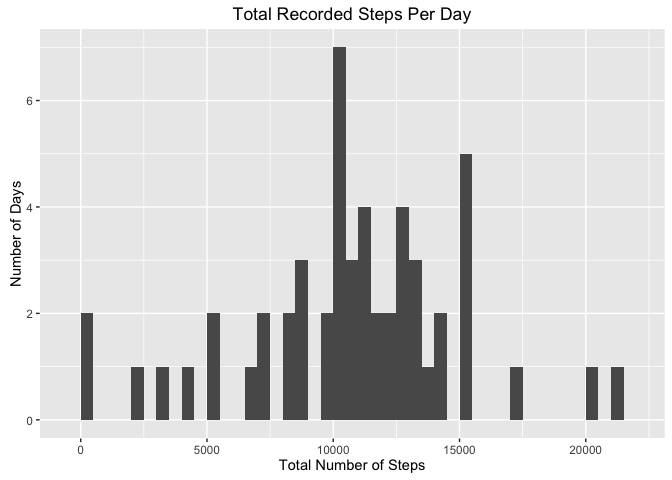 Total Recorded Steps Per Day
Number of Days
6
4
2
0
0 5000 10000 15000 20000
Total Number of Steps